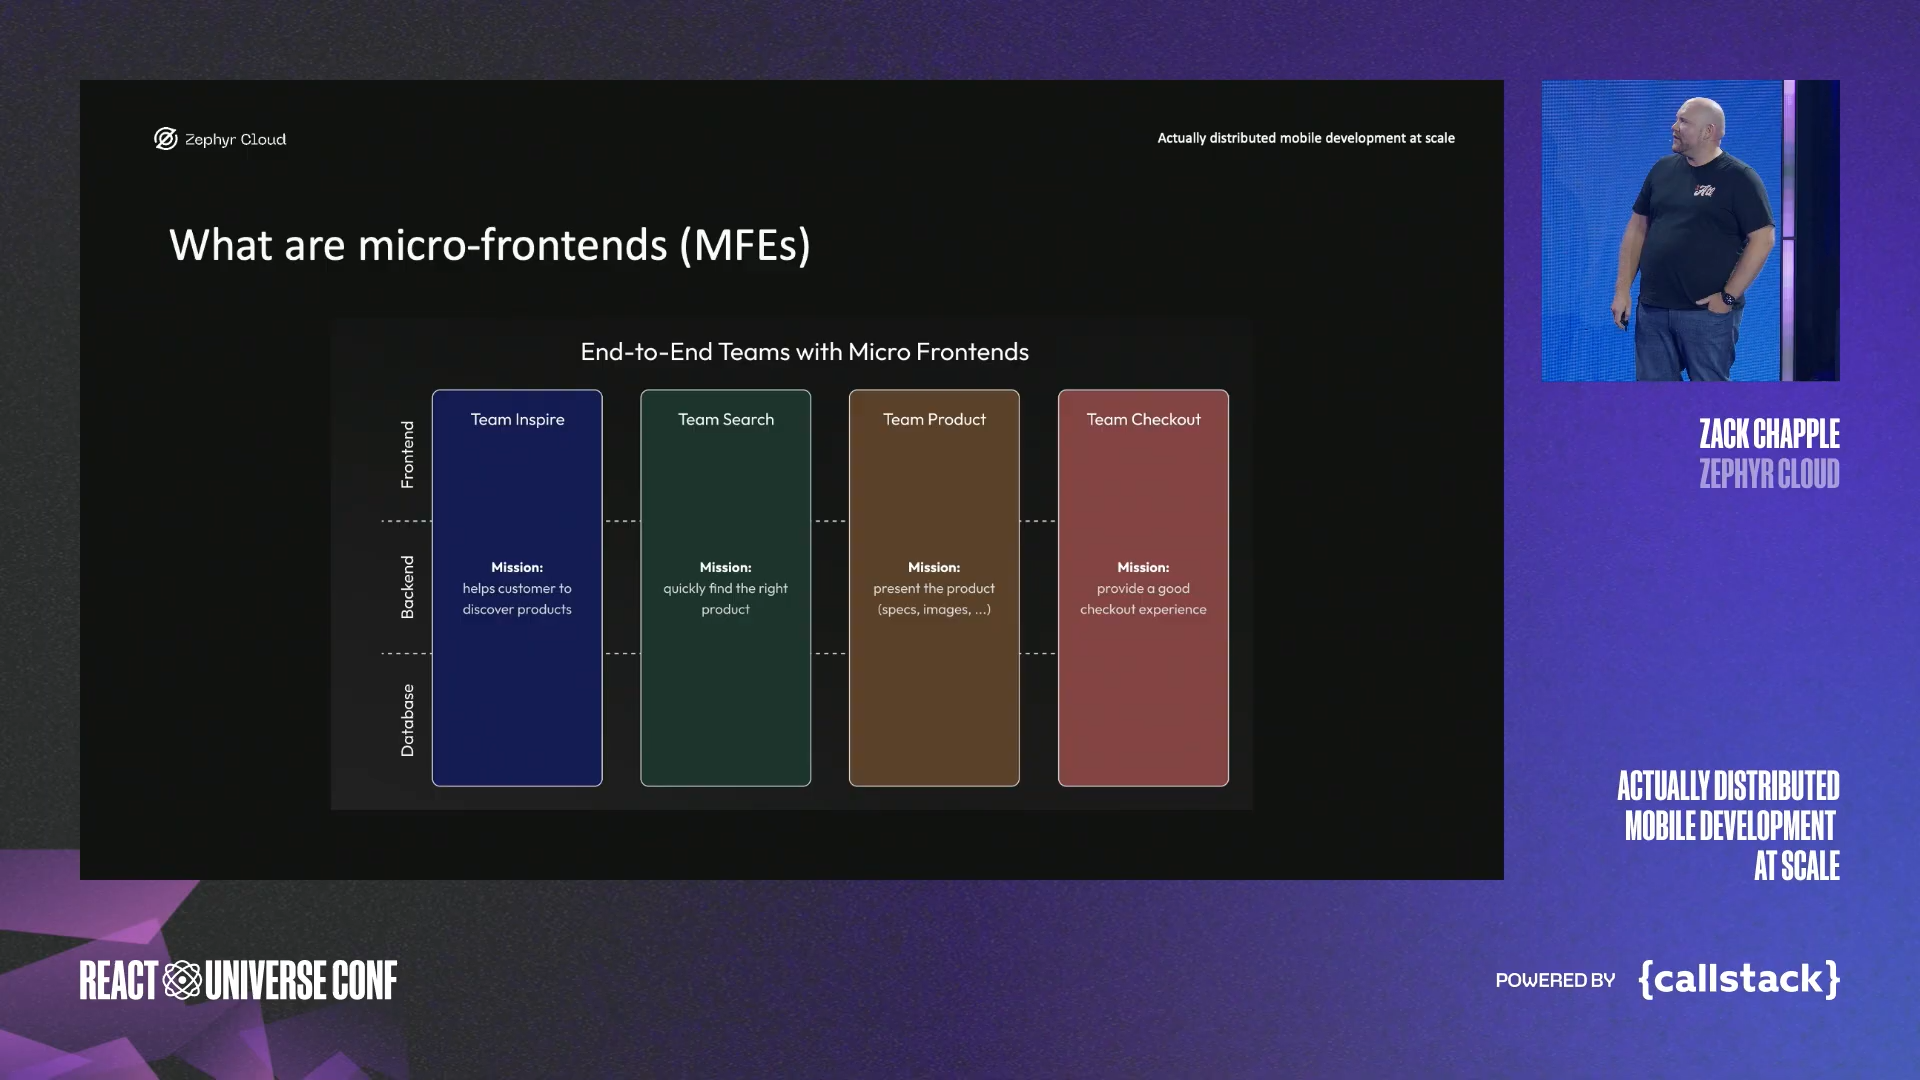 Zephyr Cloud
Actually distributed mobile development at scale
What are micro-frontends (MFEs)
End-to-End Teams with Micro Frontends
Frontend
Backend
Database
Team Inspire
Mission:
helps customer to
discover products
Team Search
Mission:
quickly find the right
product
Team Product
Mission:
present the product
(specs, images, ...)
Team Checkout
Mission:
provide a good
checkout experience
ZACK CHAPPLE
ZEPHYR CLOUD
ACTUALLY DISTRIBUTED
MOBILE DEVELOPMENT
AT SCALE
REACT UNIVERSE CONF
POWERED BY {callstack}